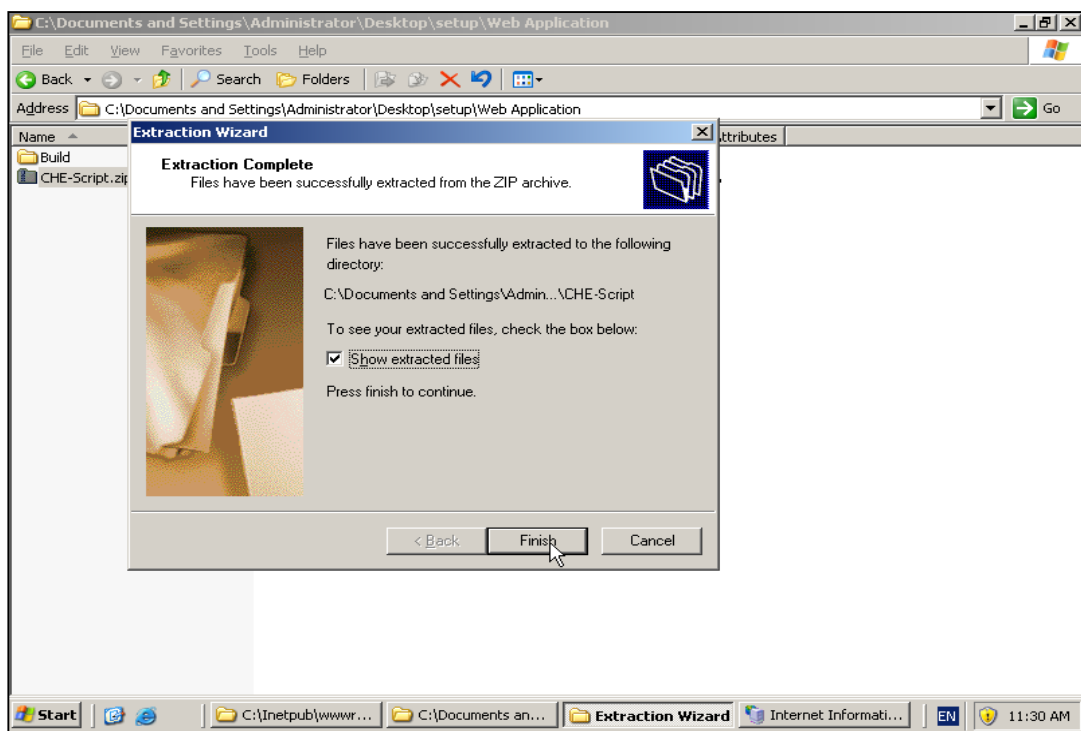 C:\Documents and Settings\Administrator\Desktop\setup\Web Application
File Edit View Favorites Tools Help
Back Search Folders
Address C:\Documents and Settings\Administrator\Desktop\setup\Web Application Go
Name
Attributes
Build
CHE-Script.zip
Extraction Wizard
Extraction Complete
Files have been successfully extracted from the ZIP archive.
Files have been successfully extracted to the following
directory:
C:\Documents and Settings\Admin...\CHE-Script
To see your extracted files, check the box below:
Show extracted files
Press finish to continue.
< Back Finish Cancel
Start C:\Inetpub\wwwr... C:\Documents an... Extraction Wizard Internet Informati... EN 11:30 AM